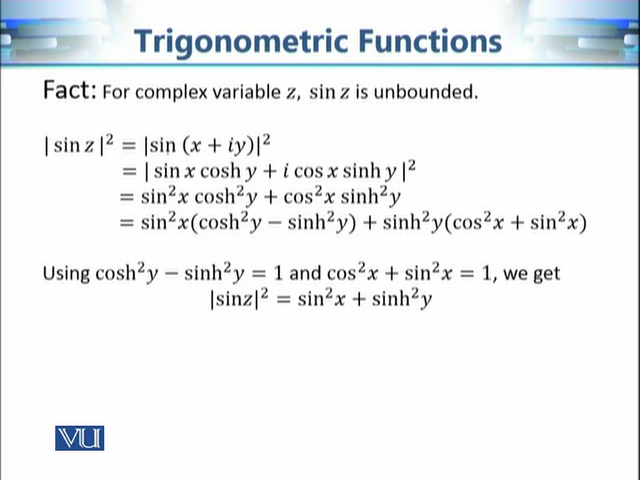 Trigonometric Functions
Fact: For complex variable z, sin z is unbounded.
| sin z |² = |sin (x + iy)|²
= | sin x cosh y + i cos x sinh y |²
= sin²x cosh²y + cos²x sinh²y
= sin²x(cosh²y − sinh²y) + sinh²y(cos²x + sin²x)
Using cosh²y − sinh²y = 1 and cos²x + sin²x = 1, we get
|sinz|² = sin²x + sinh²y
VU